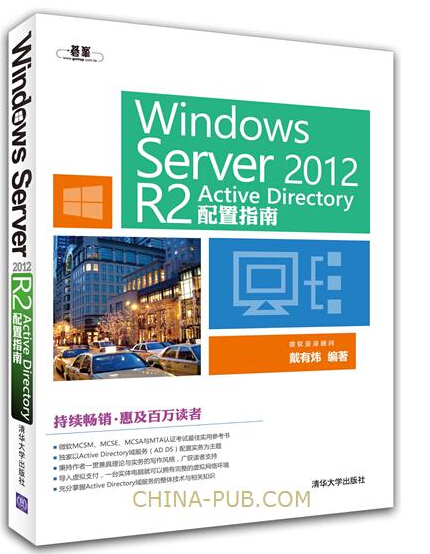 碁峯
www.gotop.com.tw
Windows
Server 2012
R2 Active Directory
配置指南
微软资深顾问
戴有炜 编著
持续畅销·惠及百万读者
微软MCSM、MCSE、MCSA与MTA认证考试最佳实用参考书
独家以Active Directory域服务（AD DS）配置实务为主题
秉持作者一贯兼具理论与实务的写作风格，广获读者支持
导入虚拟支付，一台实体电脑就可以拥有完整的虚拟网络环境
充分掌握Active Directory域服务的整体技术与相关知识
清华大学出版社
CHINA-PUB.COM
Windows Server
2012
R2 Active Directory
配置指南
清华大学出版社